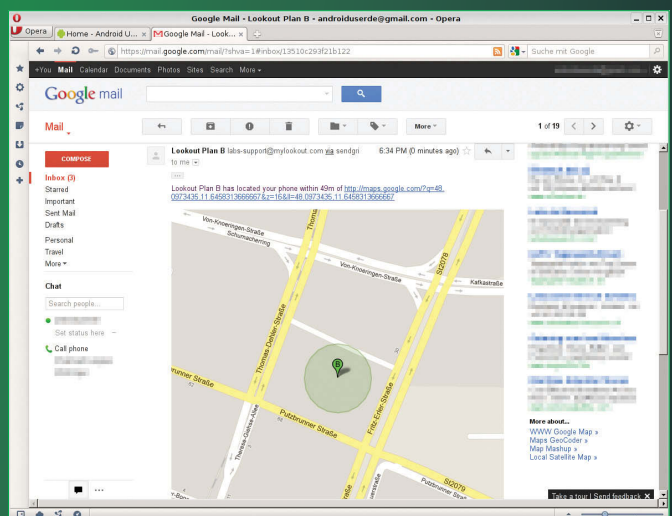 Google Mail - Lookout Plan B - androiduserde@gmail.com - Opera
Opera
Home - Android U... ×
Google Mail - Look... ×
https://mail.google.com/mail/?shva=1#inbox/13510c293f21b122
Suche mit Google
+You Mail Calendar Documents Photos Sites Search More
Google mail
Mail
More
1 of 19
COMPOSE
Inbox (3)
Starred
Important
Sent Mail
Drafts
Personal
Travel
More
Chat
Search people...
Set status here
Call phone
Lookout Plan B labs-support@mylookout.com via sendgri
6:34 PM (0 minutes ago)
to me
Lookout Plan B has located your phone within 49m of http://maps.google.com/?q=48.
0973435,11.6458313666667&z=16&ll=48.0973435,11.6458313666667
Von-Knoeringen-Straße
Schumacherring
Thomas
Von-Knoeringen-Straße
St2078
Kafkastraße
Thomas-Dehler-Straße
B
runner Straße
Putzbrunner Straße
Fritz-Erler-Straße
Therese-Giehse-Allee
St2079
Putzbrunner Straß
More about...
WWW Google Map »
Maps GeoCoder »
Map Mashup »
Local Satellite Map »
Take a tour | Send feedback ×